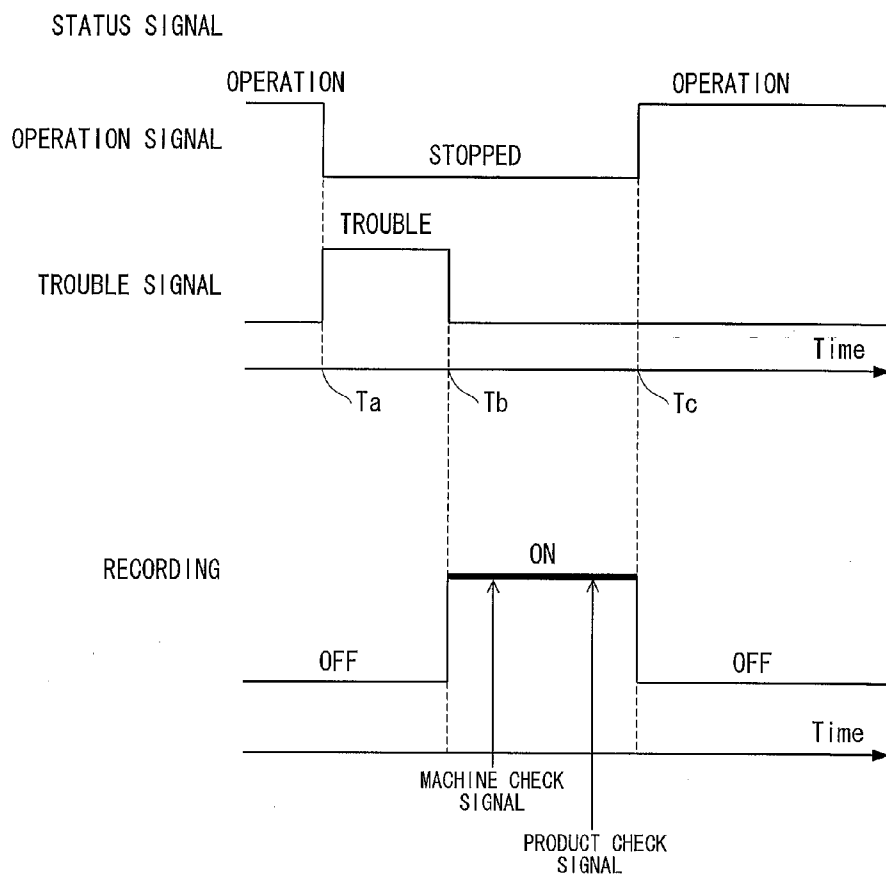 STATUS SIGNAL
OPERATION
OPERATION
OPERATION SIGNAL
STOPPED
TROUBLE
TROUBLE SIGNAL
Time
Ta
Tb
Tc
RECORDING
ON
OFF
OFF
Time
MACHINE CHECK
SIGNAL
PRODUCT CHECK
SIGNAL